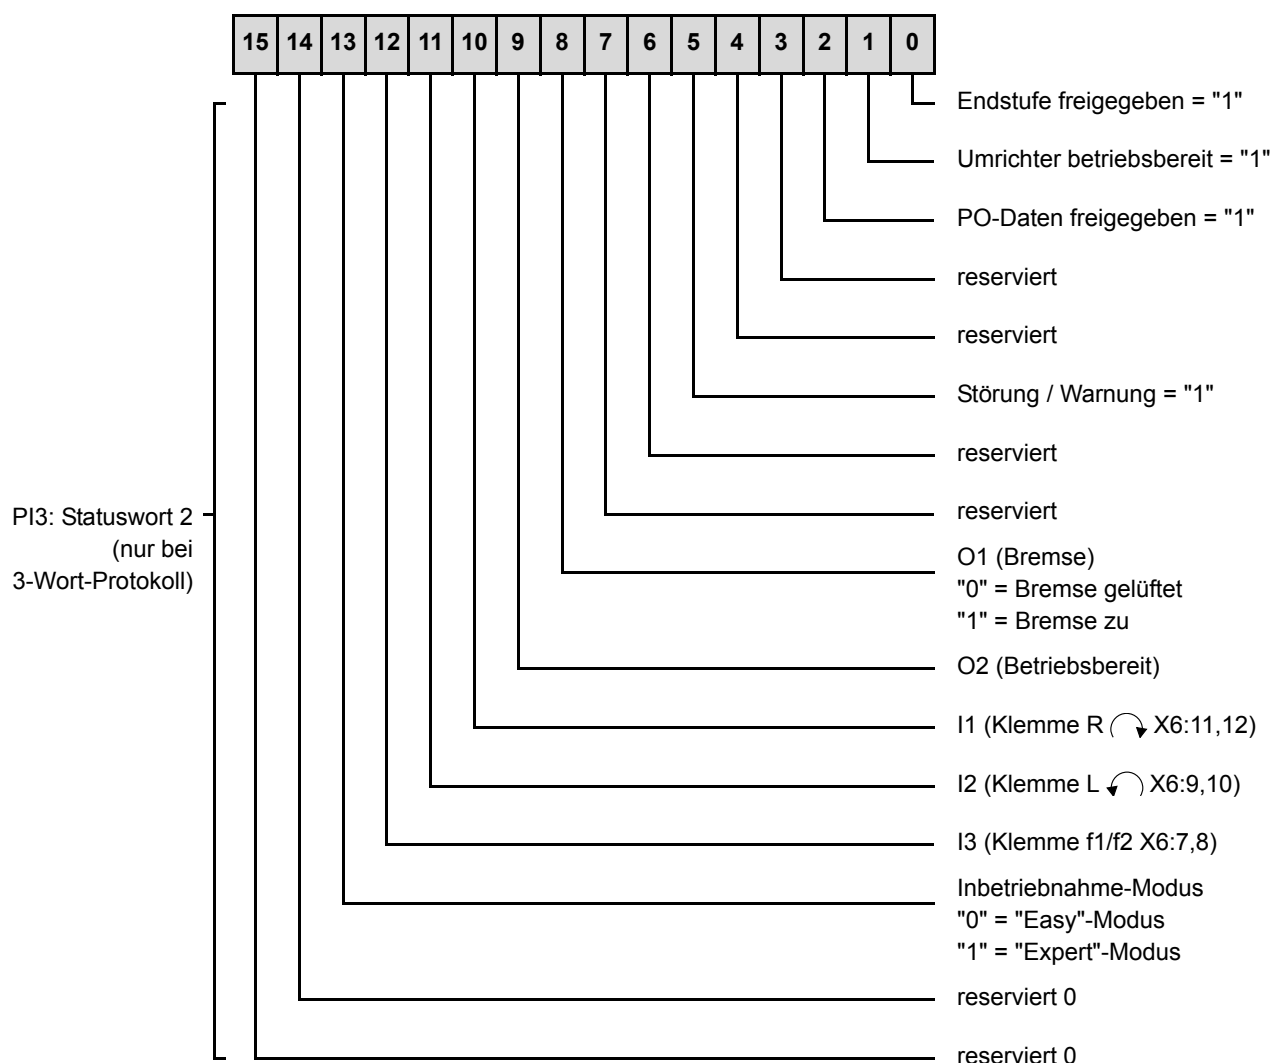 15 14 13 12 11 10 9 8 7 6 5 4 3 2 1 0
Endstufe freigegeben = "1"
Umrichter betriebsbereit = "1"
PO-Daten freigegeben = "1"
reserviert
reserviert
Störung / Warnung = "1"
reserviert
reserviert
PI3: Statuswort 2
(nur bei
3-Wort-Protokoll)
O1 (Bremse)
"0" = Bremse gelüftet
"1" = Bremse zu
O2 (Betriebsbereit)
I1 (Klemme R X6:11,12)
I2 (Klemme L X6:9,10)
I3 (Klemme f1/f2 X6:7,8)
Inbetriebnahme-Modus
"0" = "Easy"-Modus
"1" = "Expert"-Modus
reserviert 0
reserviert 0